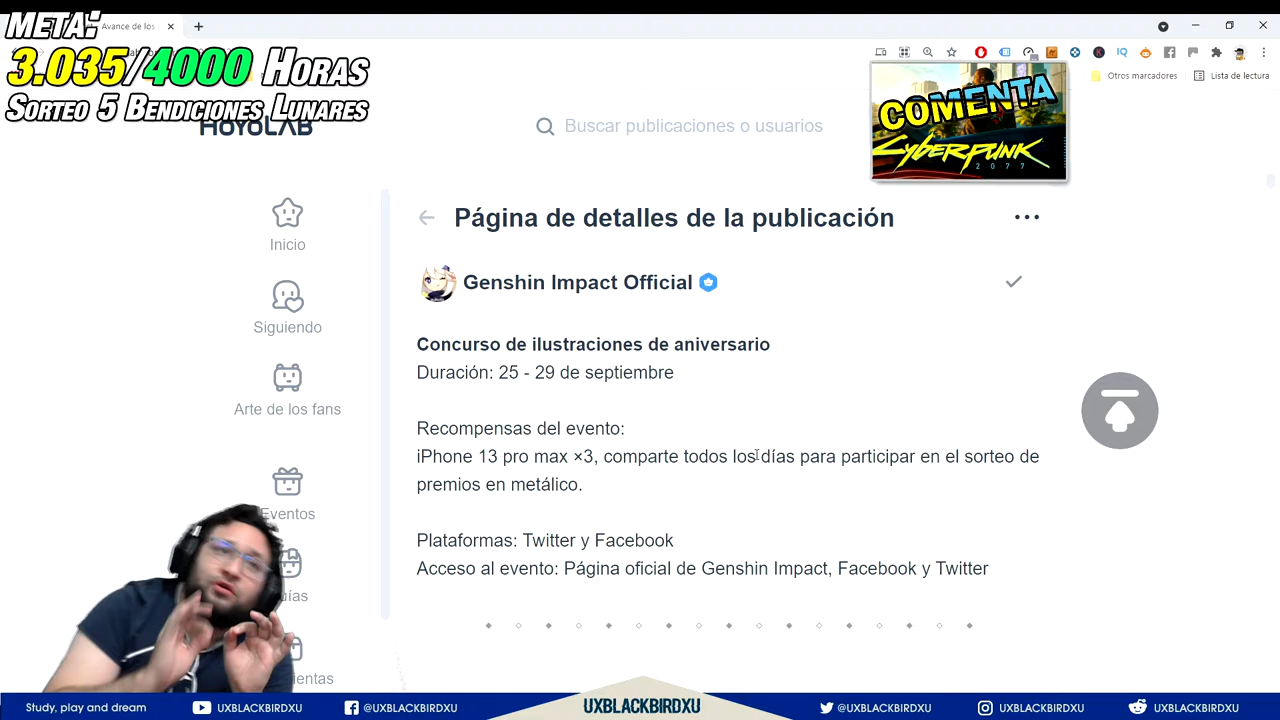 META:
Avance de los
3.035/4000 HORAS
SORTEO 5 BENDICIONES LUNARES
Otros marcadores
Lista de lectura
COMENTA
CYBERPUNK
2077
HOYOLAB
Buscar publicaciones o usuarios
Inicio
Siguiendo
Arte de los fans
Eventos
uías
entas
Página de detalles de la publicación
Genshin Impact Official
Concurso de ilustraciones de aniversario
Duración: 25 - 29 de septiembre
Recompensas del evento:
iPhone 13 pro max ×3, comparte todos los días para participar en el sorteo de
premios en metálico.
Plataformas: Twitter y Facebook
Acceso al evento: Página oficial de Genshin Impact, Facebook y Twitter
Study, play and dream
UXBLACKBIRDXU
@UXBLACKBIRDXU
UXBLACKBIRDXU
@UXBLACKBIRDXU
UXBLACKBIRDXU
@UXBLACKBIRDXU